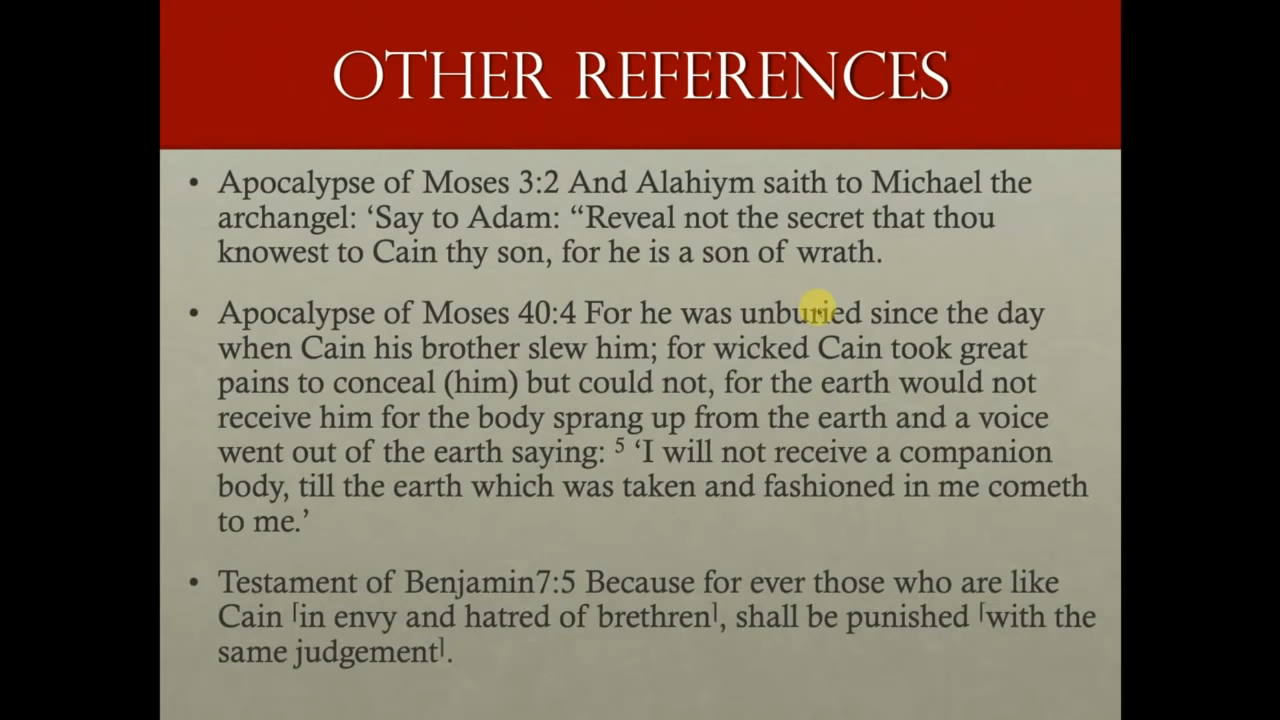 OTHER REFERENCES
• Apocalypse of Moses 3:2 And Alahiym saith to Michael the
archangel: ‘Say to Adam: “Reveal not the secret that thou
knowest to Cain thy son, for he is a son of wrath.
• Apocalypse of Moses 40:4 For he was unburied since the day
when Cain his brother slew him; for wicked Cain took great
pains to conceal (him) but could not, for the earth would not
receive him for the body sprang up from the earth and a voice
went out of the earth saying: ⁵ ‘I will not receive a companion
body, till the earth which was taken and fashioned in me cometh
to me.’
• Testament of Benjamin7:5 Because for ever those who are like
Cain ⌈in envy and hatred of brethren⌉, shall be punished ⌈with the
same judgement⌉.